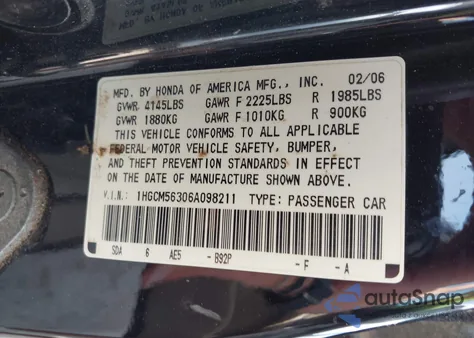 MFD. BY HONDA OF AMERICA MFG., INC. 02/06
GVWR 4145LBS GAWR F 2225LBS R 1985LBS
GVWR 1880KG GAWR F 1010KG R 900KG
THIS VEHICLE CONFORMS TO ALL APPLICABLE
FEDERAL MOTOR VEHICLE SAFETY, BUMPER,
AND THEFT PREVENTION STANDARDS IN EFFECT
ON THE DATE OF MANUFACTURE SHOWN ABOVE.
V.I.N: 1HGCM56306A098211 TYPE: PASSENGER CAR
SDA 6 AE5 - B92P -F -A
autoSnap